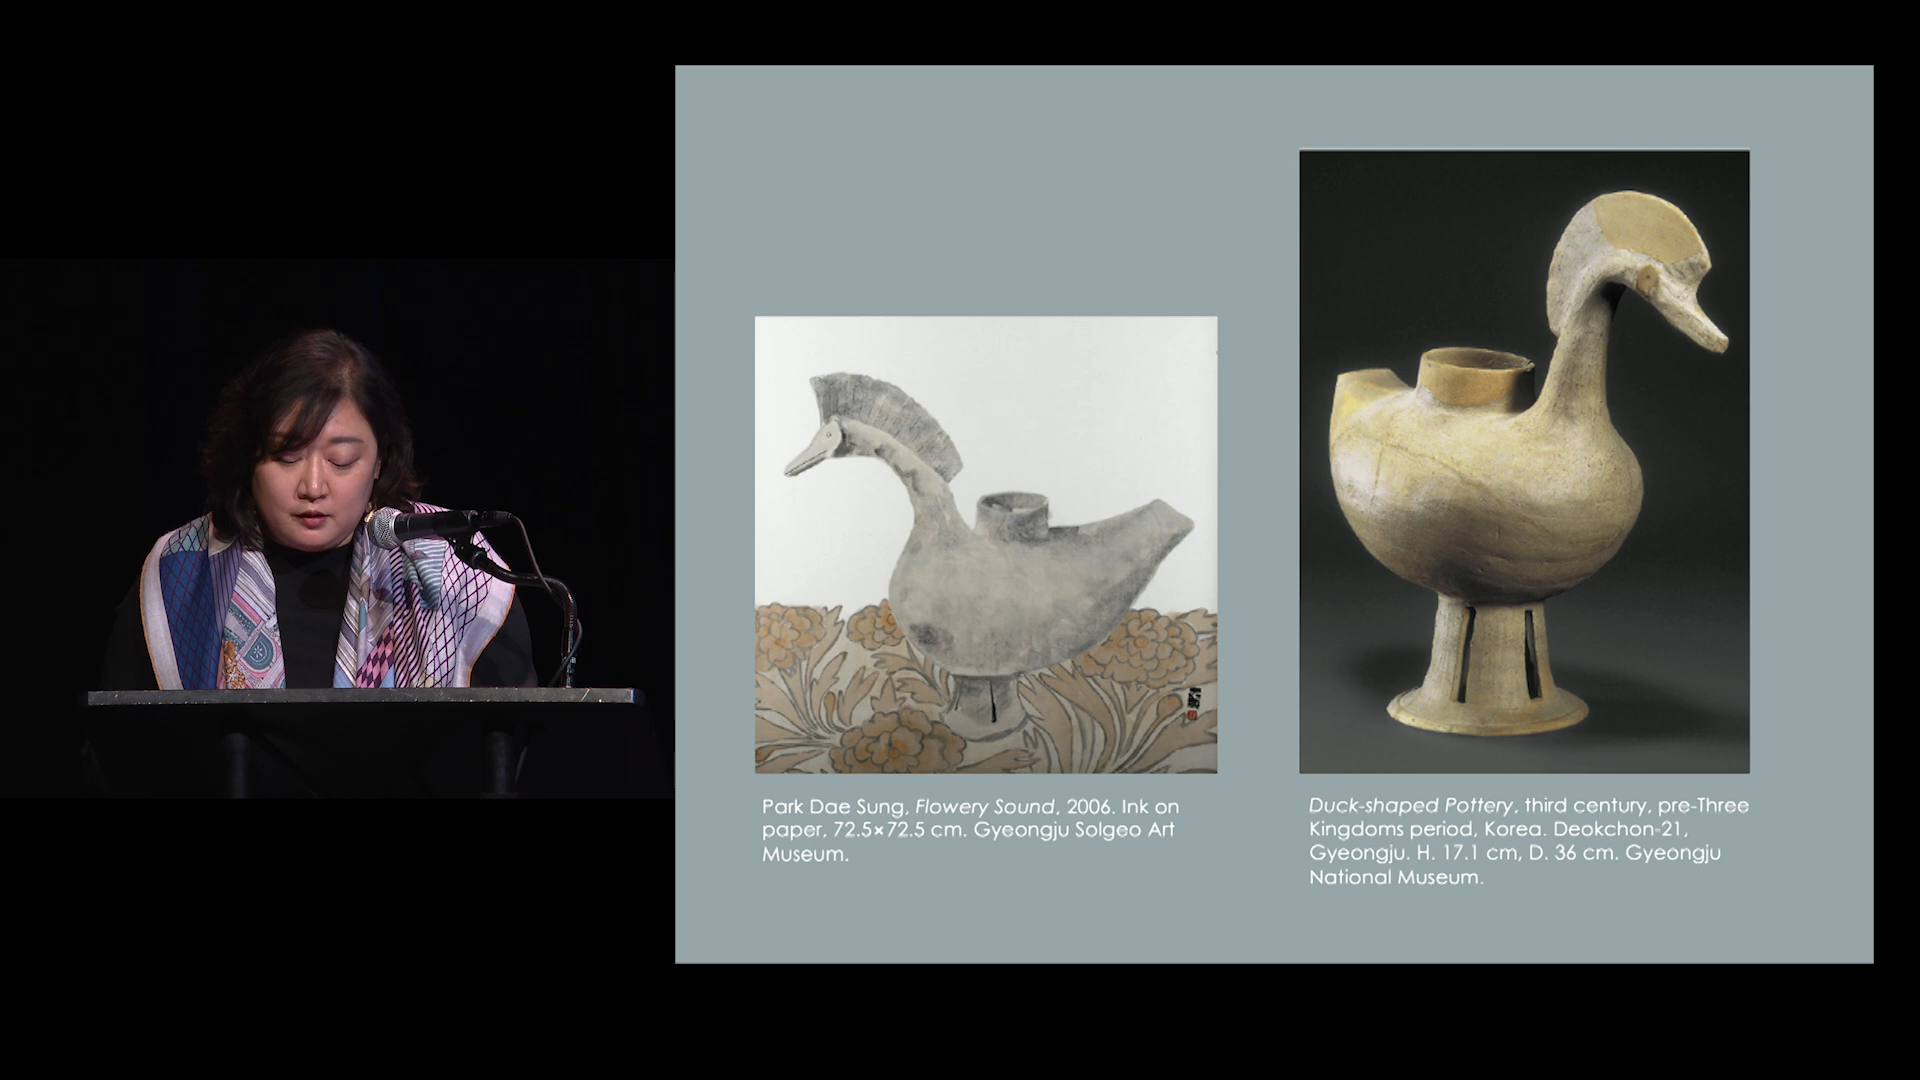 Park Dae Sung, Flowery Sound, 2006. Ink on
paper, 72.5×72.5 cm. Gyeongju Solgeo Art
Museum.
Duck-shaped Pottery, third century, pre-Three
Kingdoms period, Korea. Deokchon-21,
Gyeongju. H. 17.1 cm, D. 36 cm. Gyeongju
National Museum.